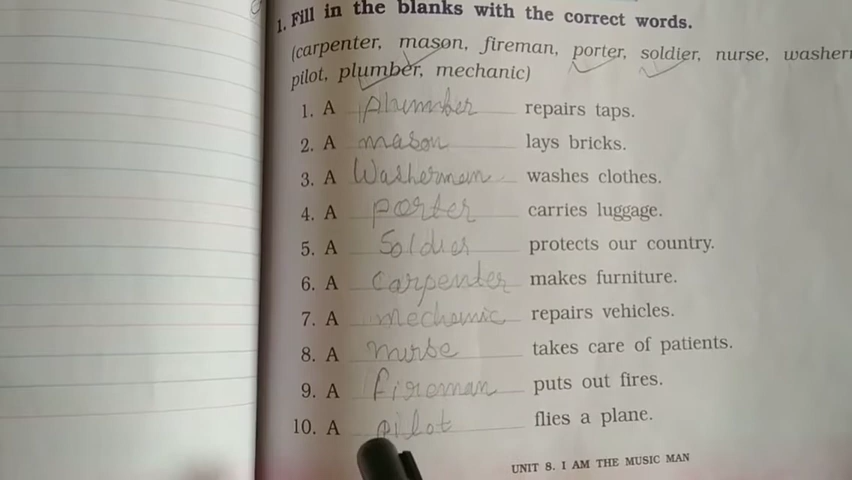 1. Fill in the blanks with the correct words.
(carpenter, mason, fireman, porter, soldier, nurse, washerm
pilot, plumber, mechanic)
1. A plumber repairs taps.
2. A mason lays bricks.
3. A Washerman washes clothes.
4. A porter carries luggage.
5. A Soldier protects our country.
6. A Carpenter makes furniture.
7. A mechanic repairs vehicles.
8. A nurse takes care of patients.
9. A fireman puts out fires.
10. A pilot flies a plane.
UNIT 8. I AM THE MUSIC MAN